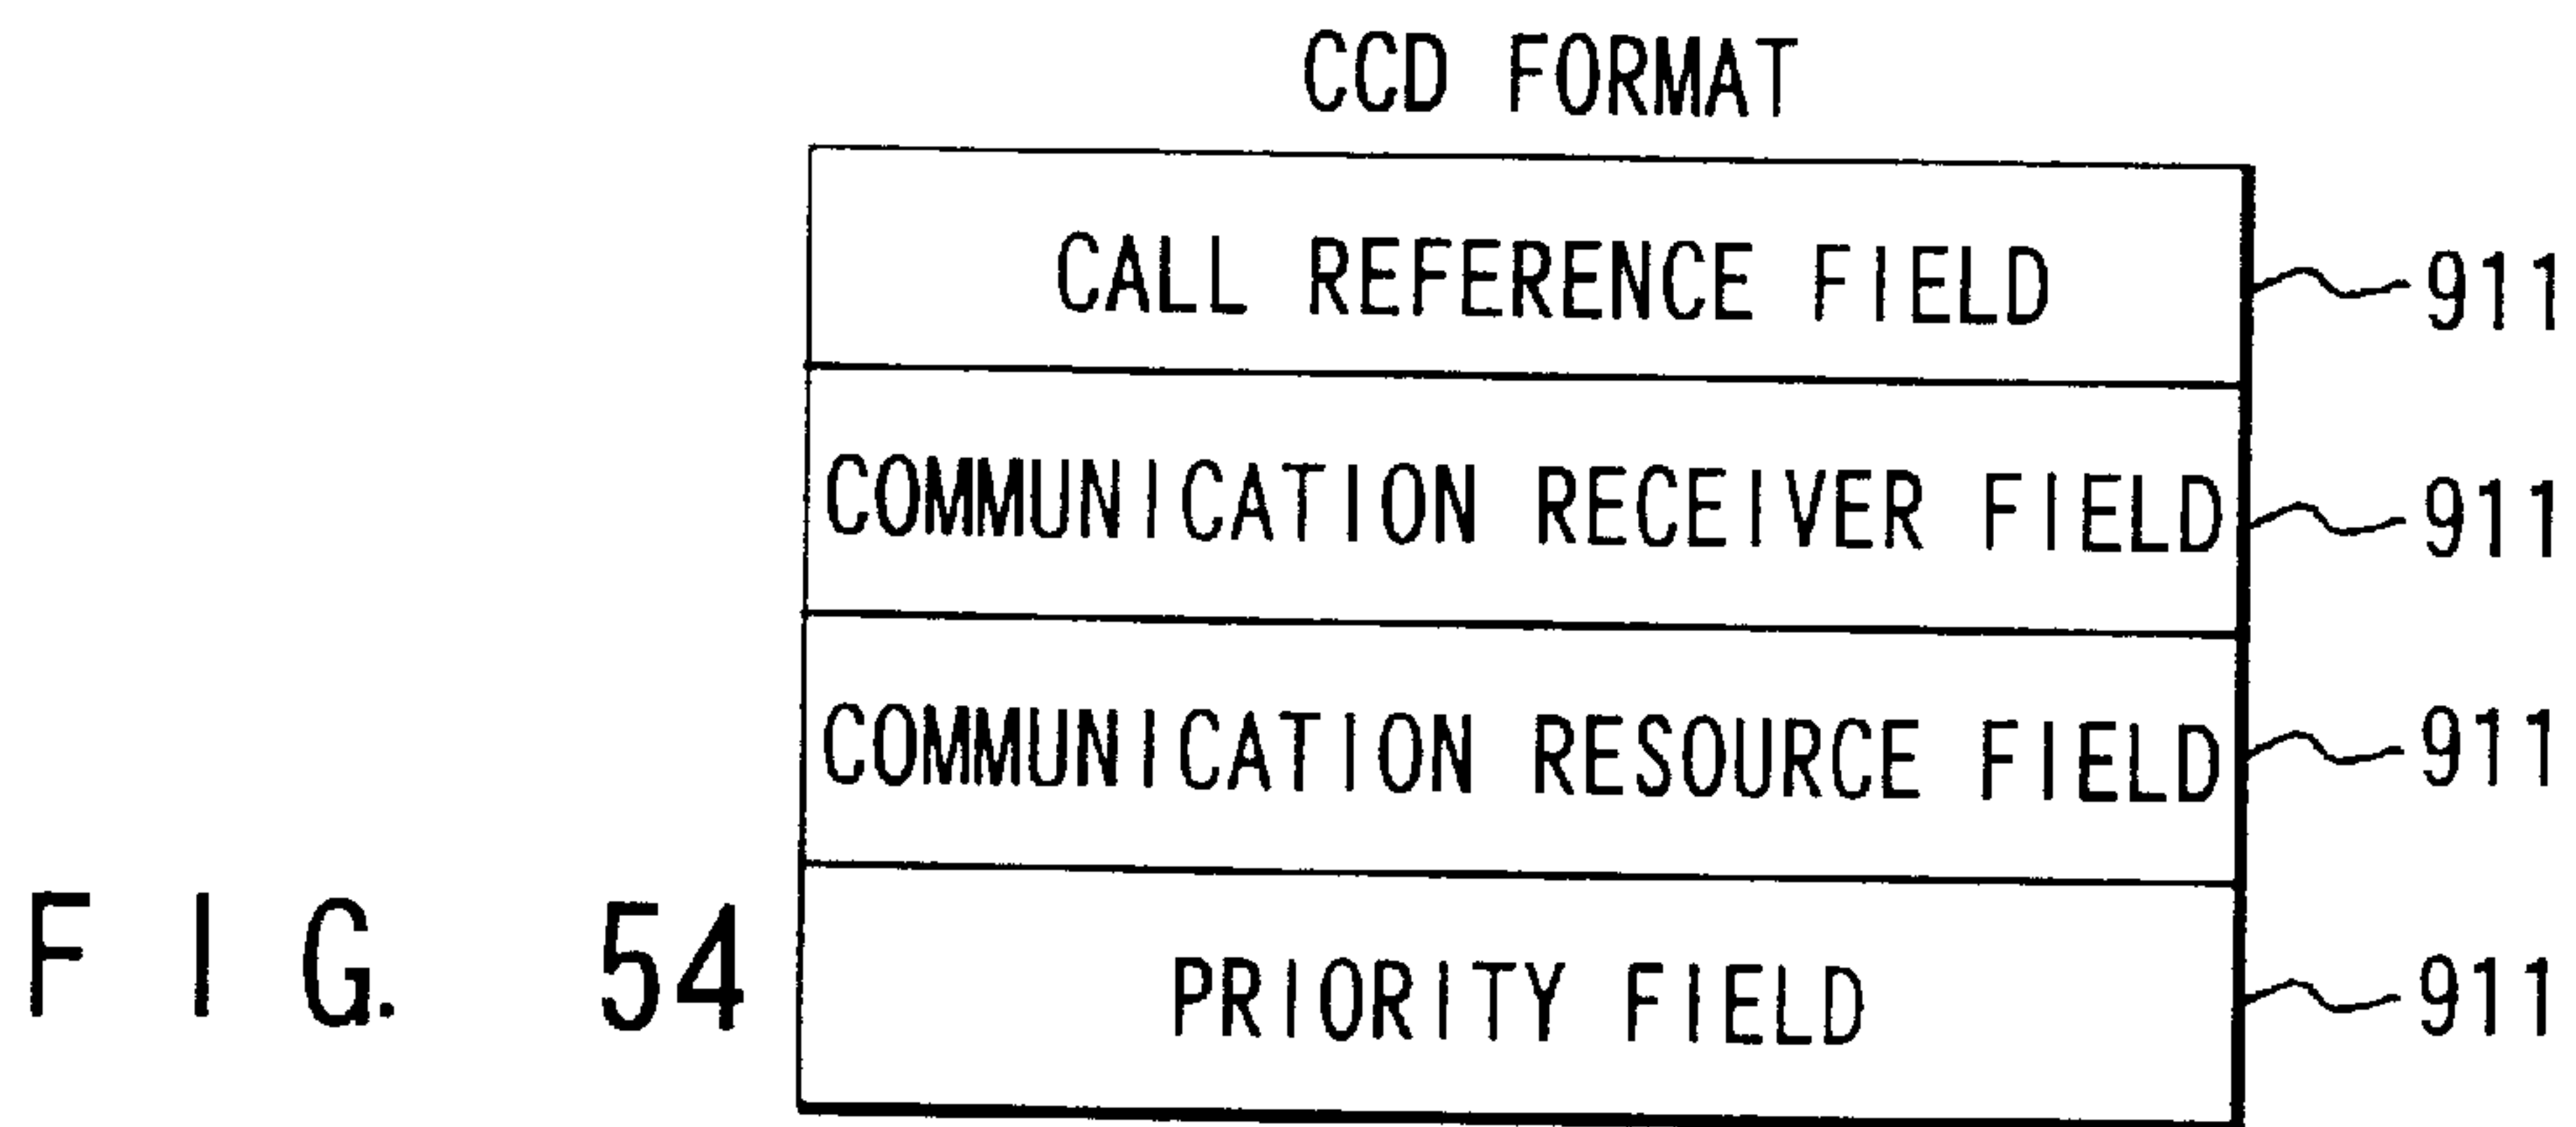 CCD FORMAT
CALL REFERENCE FIELD 911
COMMUNICATION RECEIVER FIELD 911
COMMUNICATION RESOURCE FIELD 911
PRIORITY FIELD 911
FIG. 54